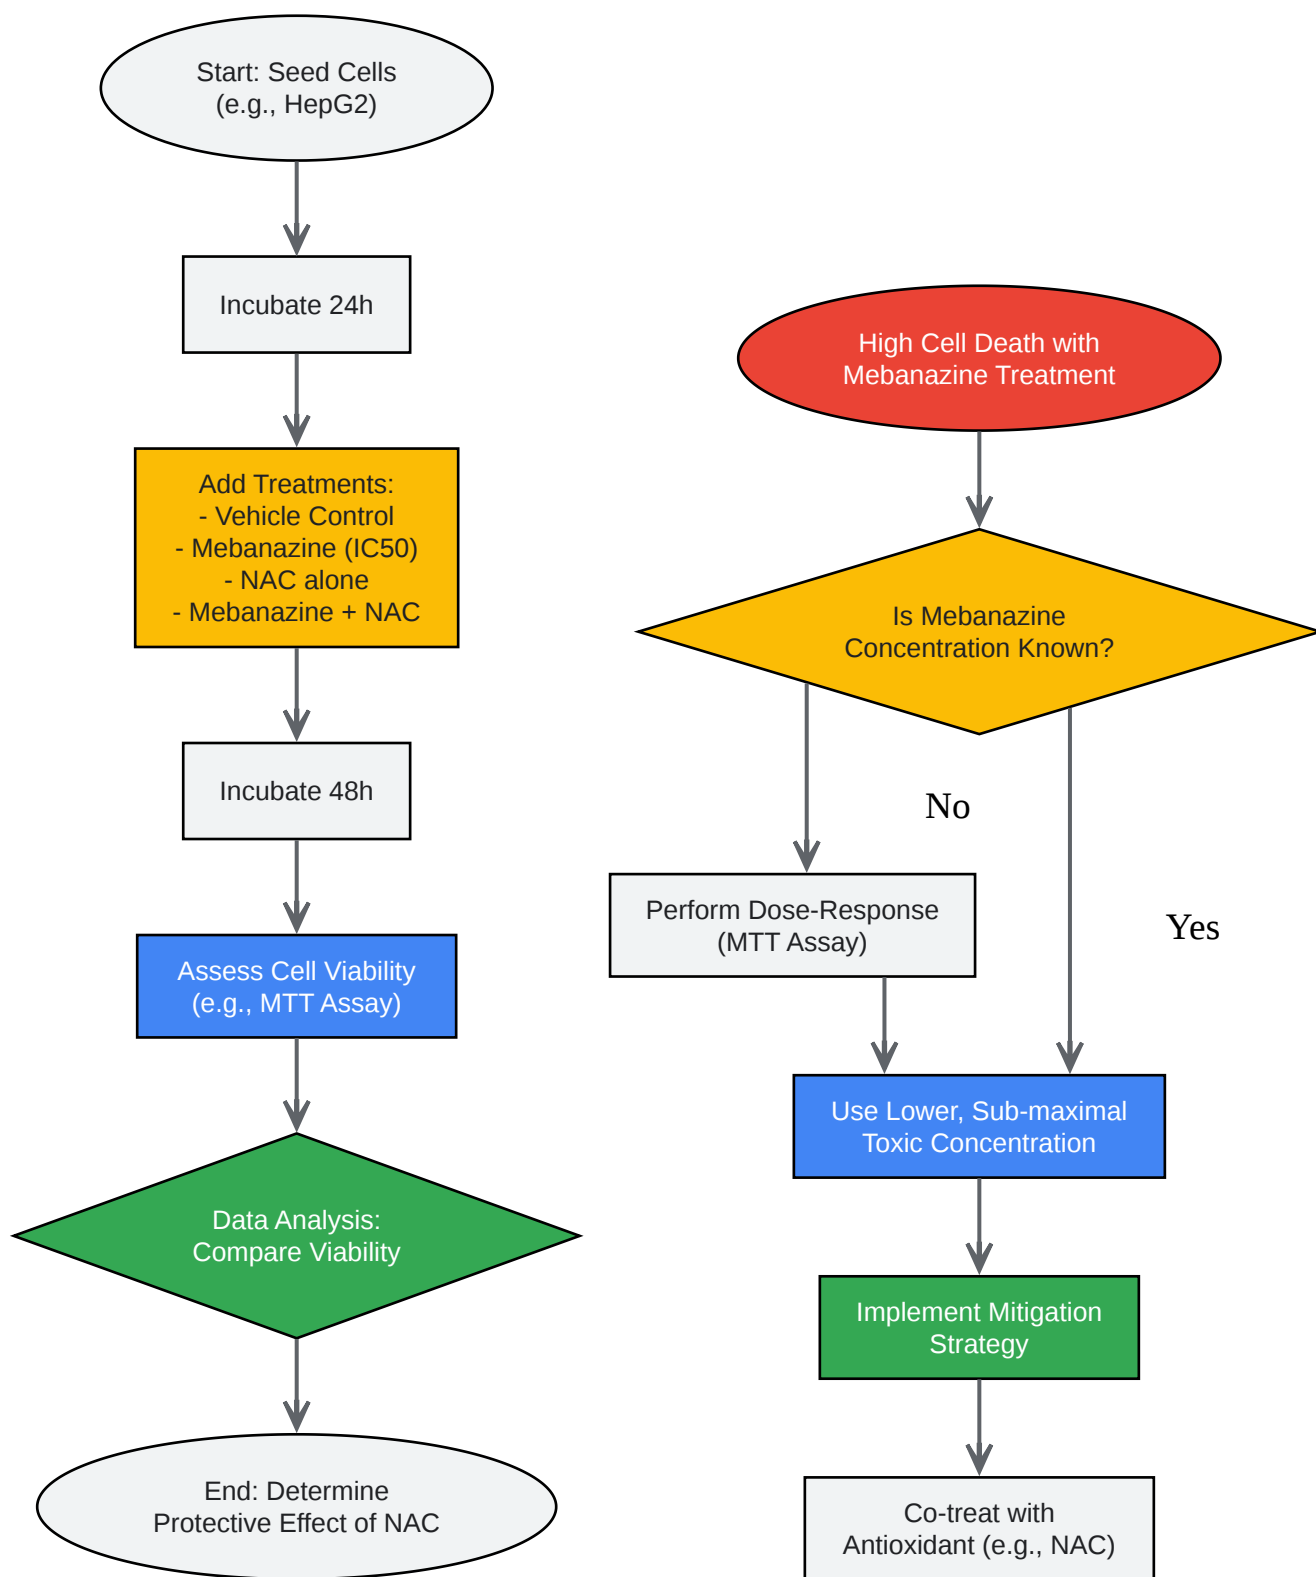 Start: Seed Cells
(e.g., HepG2)
Incubate 24h
Add Treatments:
- Vehicle Control
- Mebanazine (IC50)
- NAC alone
- Mebanazine + NAC
Incubate 48h
Assess Cell Viability
(e.g., MTT Assay)
Data Analysis:
Compare Viability
End: Determine
Protective Effect of NAC
High Cell Death with
Mebanazine Treatment
Is Mebanazine
Concentration Known?
No
Yes
Perform Dose-Response
(MTT Assay)
Use Lower, Sub-maximal
Toxic Concentration
Implement Mitigation
Strategy
Co-treat with
Antioxidant (e.g., NAC)